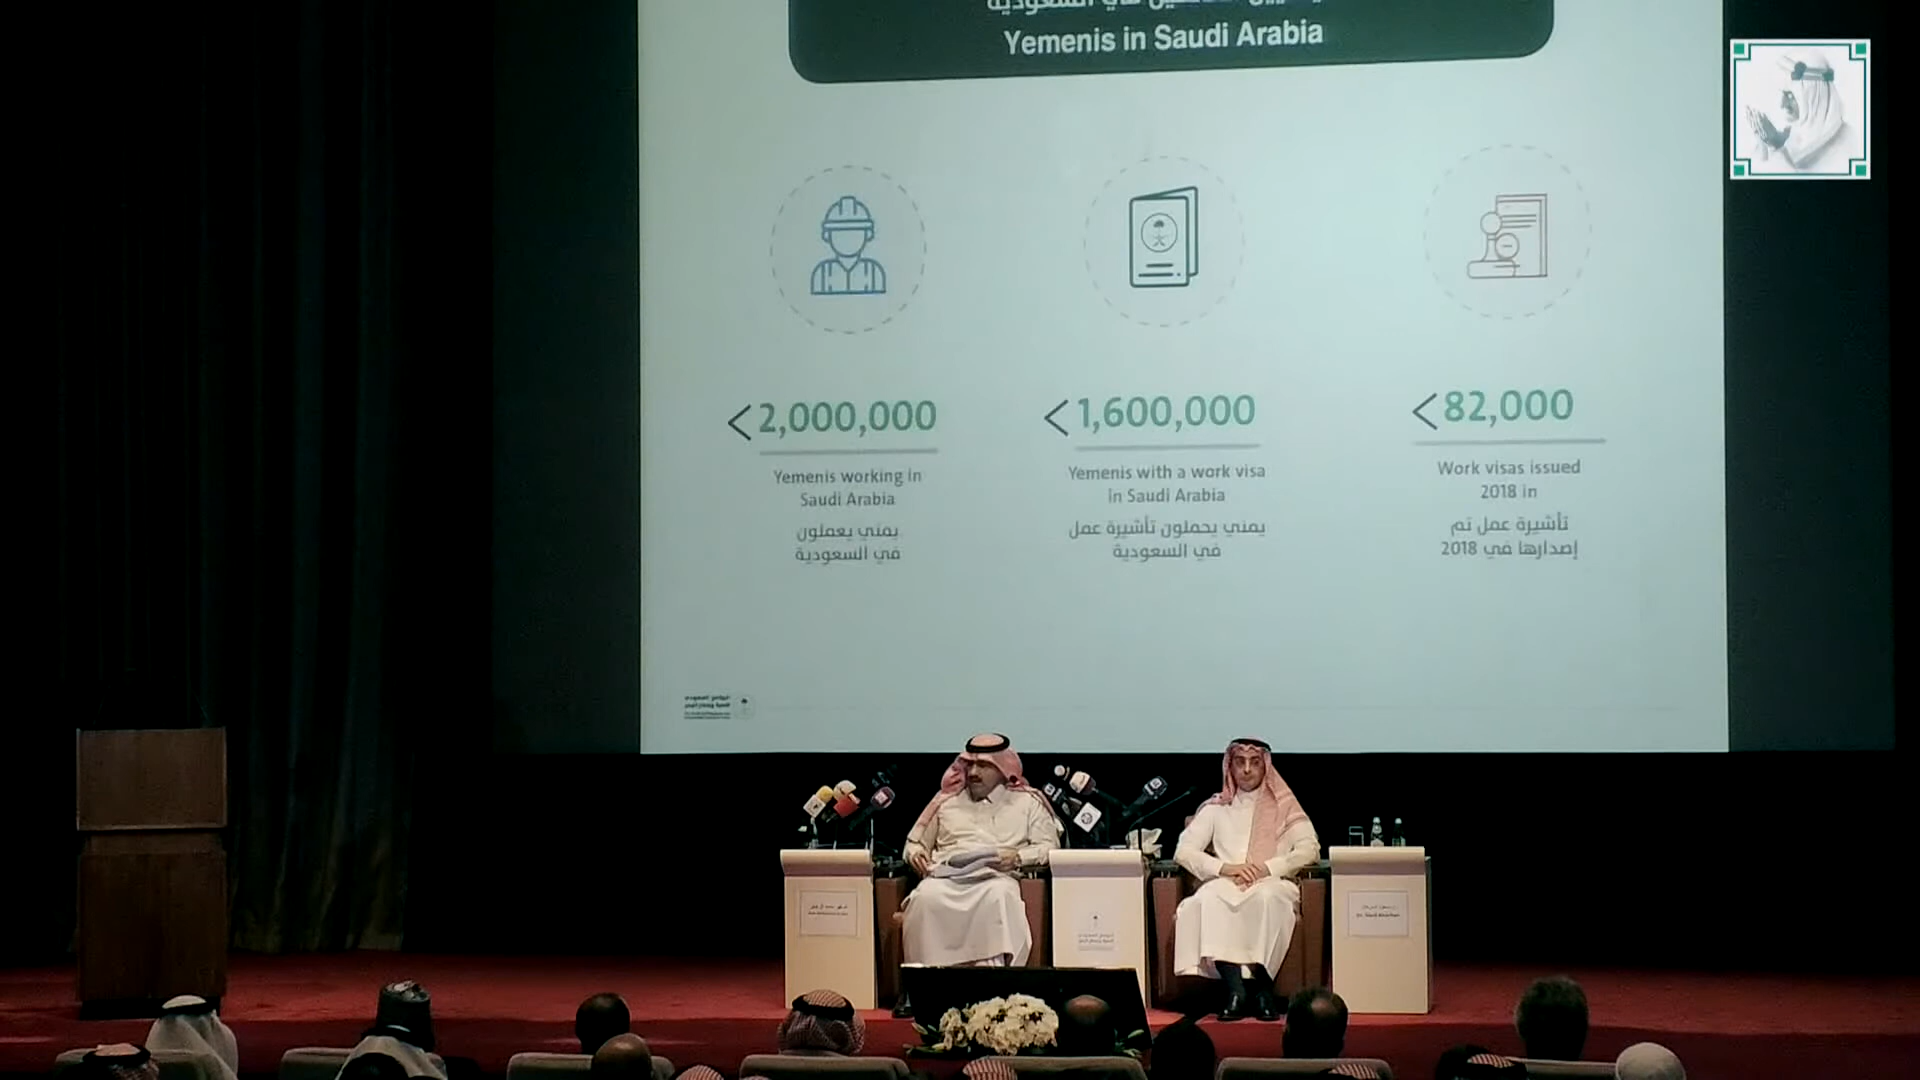 Yemenis in Saudi Arabia
<2,000,000
Yemenis working in
Saudi Arabia
يمني يعملون
في السعودية
<1,600,000
Yemenis with a work visa
in Saudi Arabia
يمني يحملون تأشيرة عمل
في السعودية
<82,000
Work visas issued
2018 in
تأشيرة عمل تم
إصدارها في 2018